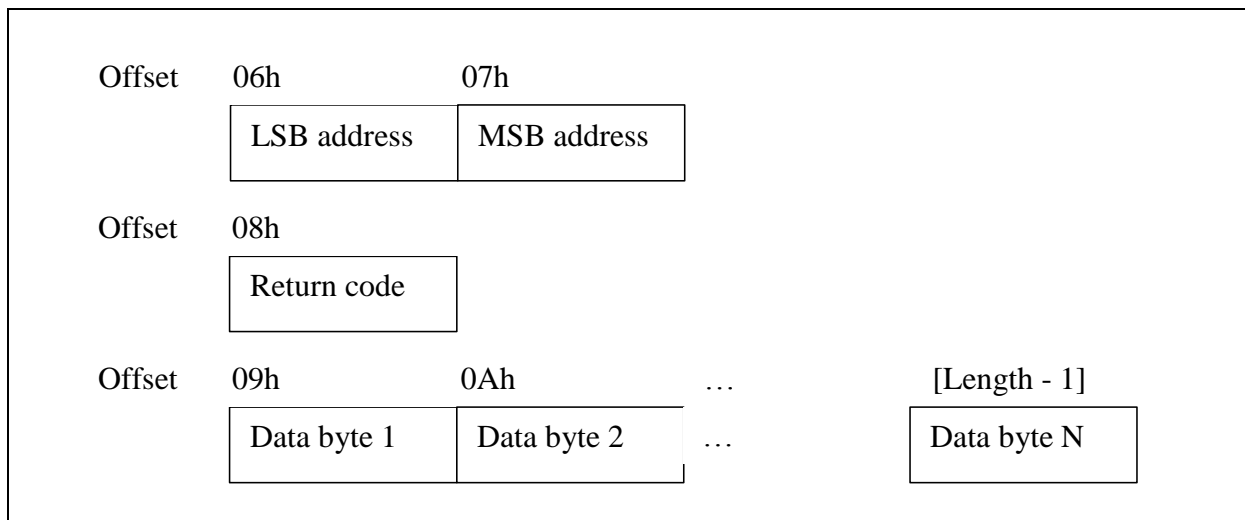 Offset 06h 07h
LSB address MSB address
Offset 08h
Return code
Offset 09h 0Ah … [Length - 1]
Data byte 1 Data byte 2 … Data byte N